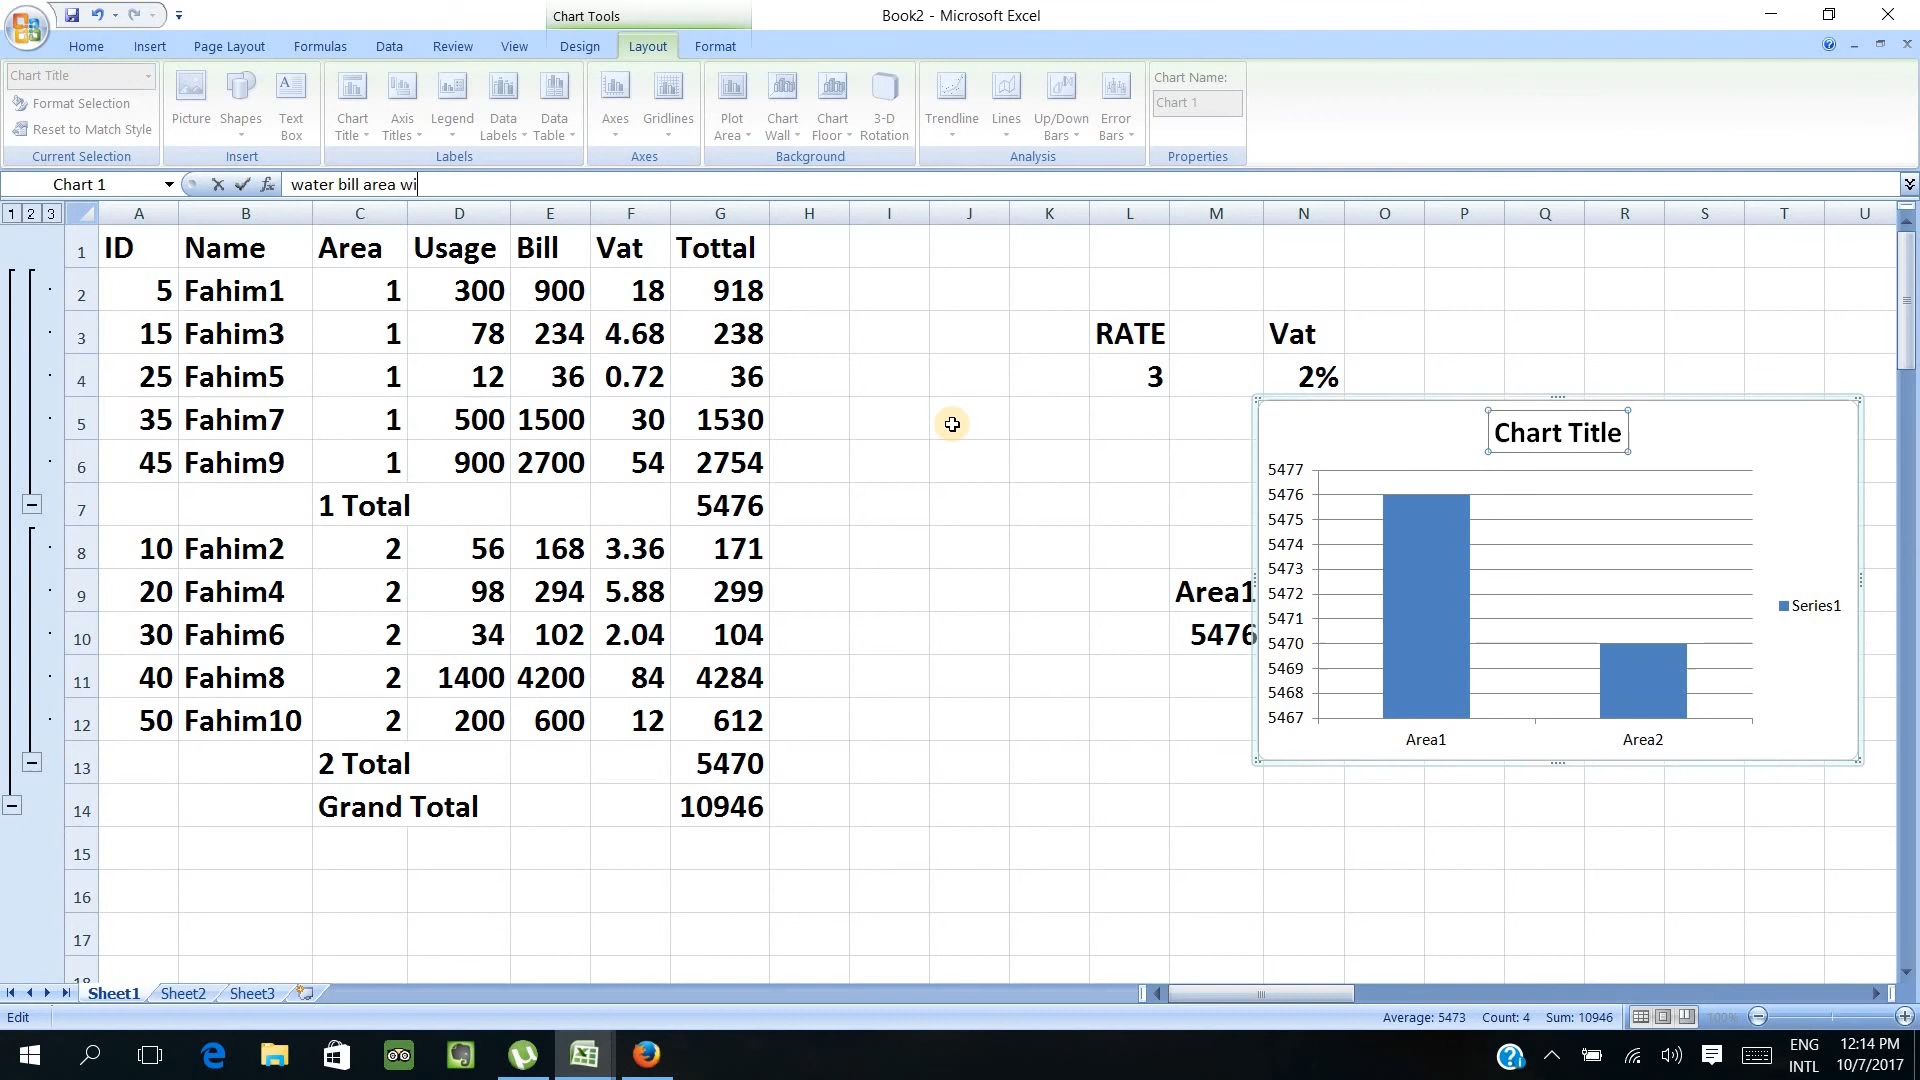 Chart Tools
Book2 - Microsoft Excel
Home Insert Page Layout Formulas Data Review View Design Layout Format
Chart Title
Format Selection
Reset to Match Style
Current Selection
Picture Shapes Text Box
Insert
Chart Title Axis Titles Legend Data Labels Data Table
Labels
Axes Gridlines
Axes
Plot Area Chart Wall Chart Floor 3-D Rotation
Background
Trendline Lines Up/Down Bars Error Bars
Analysis
Chart Name:
Chart 1
Properties
Chart 1 fx water bill area wi
1 2 3 A B C D E F G H I J K L M N O P Q R S T U
1 ID Name Area Usage Bill Vat Tottal
2 5 Fahim1 1 300 900 18 918
3 15 Fahim3 1 78 234 4.68 238 RATE Vat
4 25 Fahim5 1 12 36 0.72 36 3 2%
5 35 Fahim7 1 500 1500 30 1530
6 45 Fahim9 1 900 2700 54 2754
7 1 Total 5476
8 10 Fahim2 2 56 168 3.36 171
9 20 Fahim4 2 98 294 5.88 299 Area1
10 30 Fahim6 2 34 102 2.04 104 5476
11 40 Fahim8 2 1400 4200 84 4284
12 50 Fahim10 2 200 600 12 612
13 2 Total 5470
14 Grand Total 10946
15
16
17
Chart Title
5477
5476
5475
5474
5473
5472
5471
5470
5469
5468
5467
Area1 Area2
Series1
Sheet1 Sheet2 Sheet3
Edit Average: 5473 Count: 4 Sum: 10946 100%
ENG INTL
12:14 PM
10/7/2017